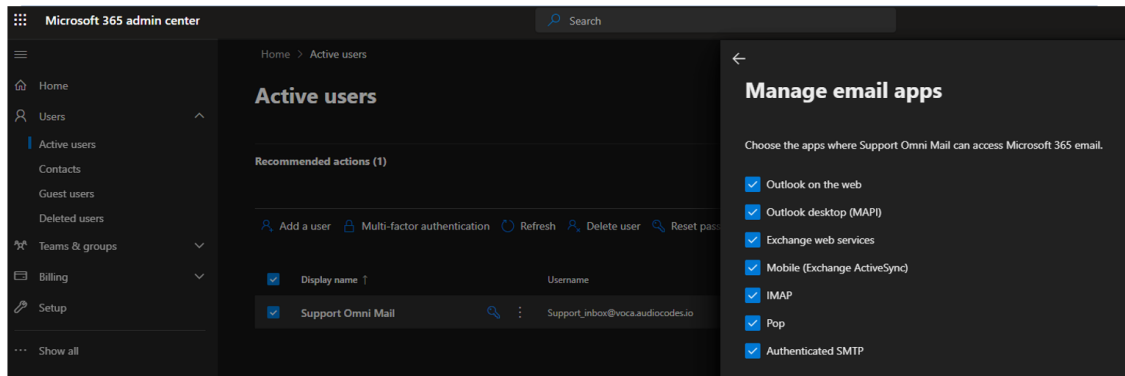 Microsoft 365 admin center
Search
Home
Users
Active users
Contacts
Guest users
Deleted users
Teams & groups
Billing
Setup
Show all
Home > Active users
Active users
Recommended actions (1)
Add a user Multi-factor authentication Refresh Delete user Reset pas
Display name ↑ Username
Support Omni Mail Support_inbox@voca.audiocodes.io
Manage email apps
Choose the apps where Support Omni Mail can access Microsoft 365 email.
Outlook on the web
Outlook desktop (MAPI)
Exchange web services
Mobile (Exchange ActiveSync)
IMAP
Pop
Authenticated SMTP